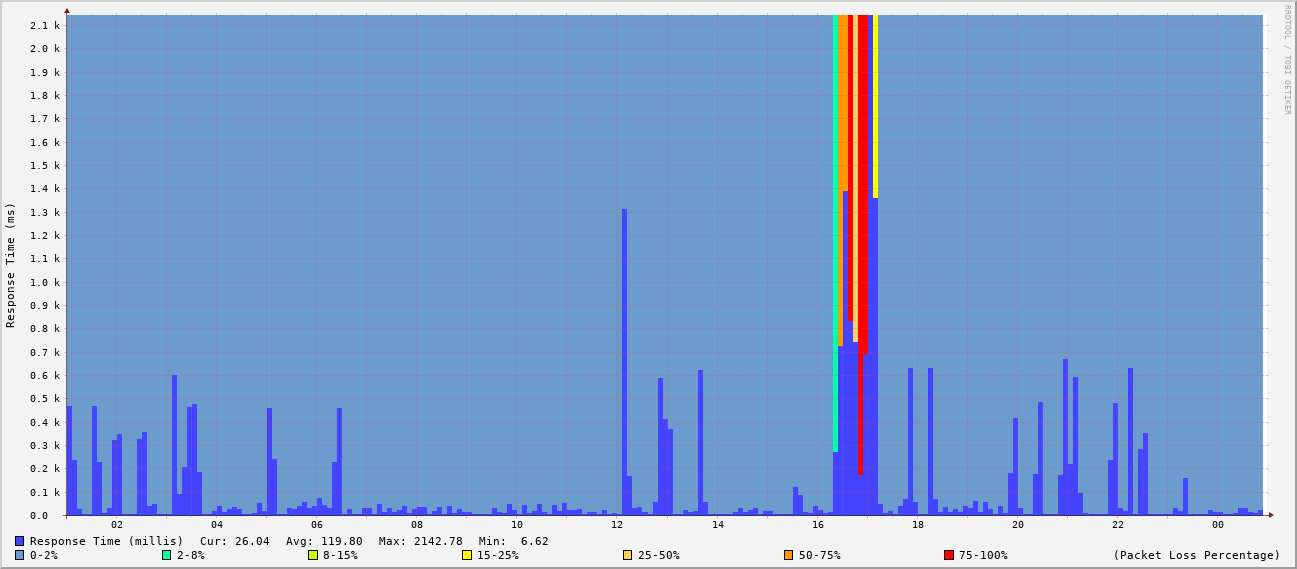 RRDTOOL / TOBI OETIKER
Response Time (ms)
2.1 k
2.0 k
1.9 k
1.8 k
1.7 k
1.6 k
1.5 k
1.4 k
1.3 k
1.2 k
1.1 k
1.0 k
0.9 k
0.8 k
0.7 k
0.6 k
0.5 k
0.4 k
0.3 k
0.2 k
0.1 k
0.0
02 04 06 08 10 12 14 16 18 20 22 00
Response Time (millis) Cur: 26.04 Avg: 119.80 Max: 2142.78 Min: 6.62
0-2% 2-8% 8-15% 15-25% 25-50% 50-75% 75-100% (Packet Loss Percentage)